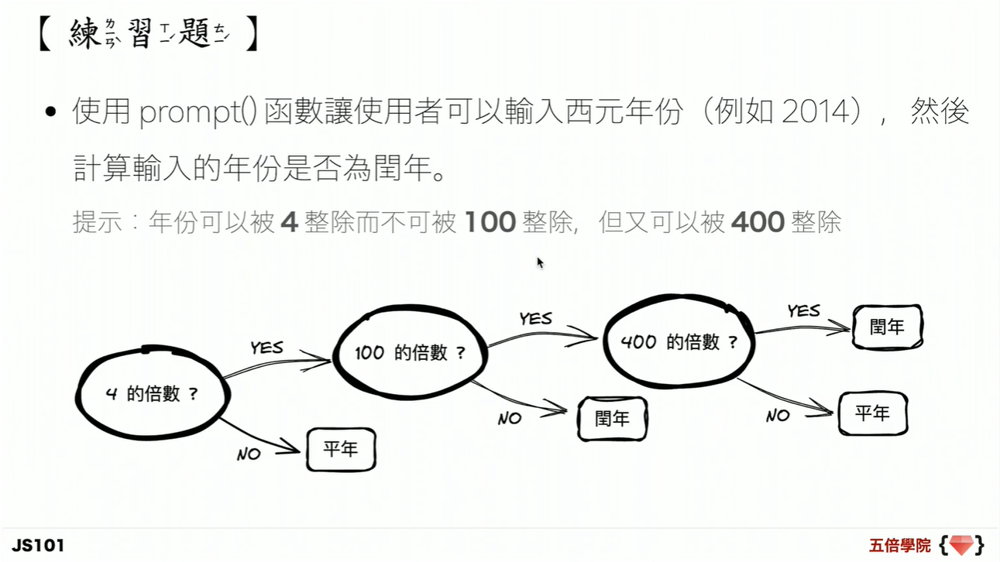 【練ㄌㄧㄢˋ習ㄒㄧˊ題ㄊㄧˊ】
• 使用 prompt() 函數讓使用者可以輸入西元年份（例如 2014），然後
計算輸入的年份是否為閏年。
提示：年份可以被 4 整除而不可被 100 整除，但又可以被 400 整除
4 的倍數 ?
YES
NO
平年
100 的倍數 ?
YES
NO
閏年
400 的倍數 ?
YES
閏年
NO
平年
JS101
五倍學院